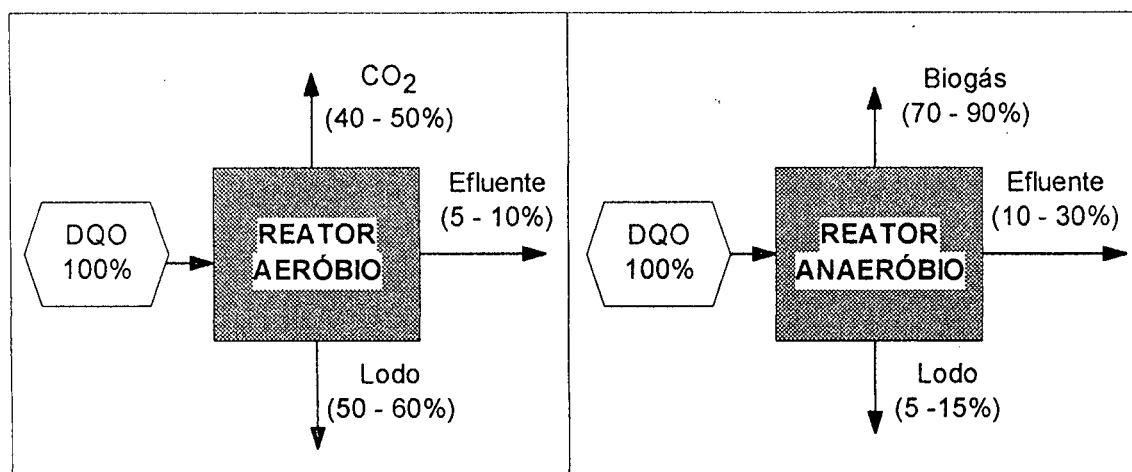 CO2
(40 - 50%)
Efluente
(5 - 10%)
DQO
100%
REATOR
AERÓBIO
Lodo
(50 - 60%)
Biogás
(70 - 90%)
Efluente
(10 - 30%)
DQO
100%
REATOR
ANAERÓBIO
Lodo
(5 -15%)